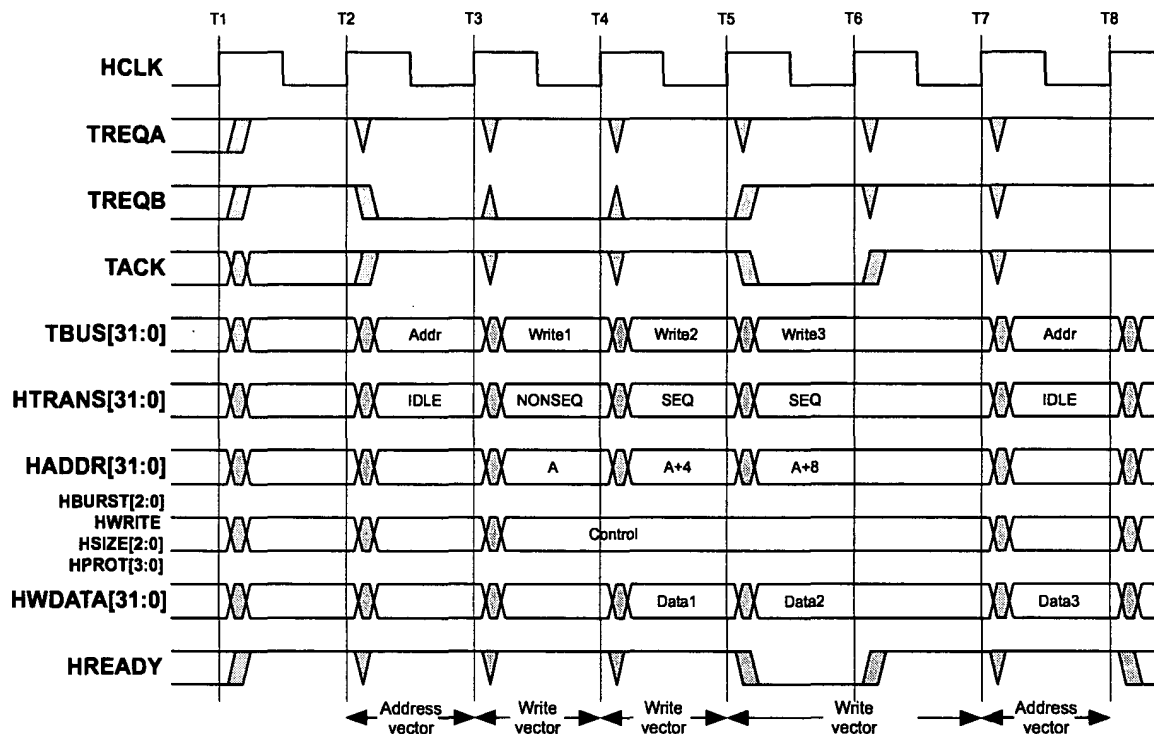 T1 T2 T3 T4 T5 T6 T7 T8
HCLK
TREQA
TREQB
TACK
TBUS[31:0] Addr Write1 Write2 Write3 Addr
HTRANS[31:0] IDLE NONSEQ SEQ SEQ IDLE
HADDR[31:0] A A+4 A+8
HBURST[2:0]
HWRITE
HSIZE[2:0]
HPROT[3:0]
Control
HWDATA[31:0] Data1 Data2 Data3
HREADY
Address vector
Write vector
Write vector
Write vector
Address vector